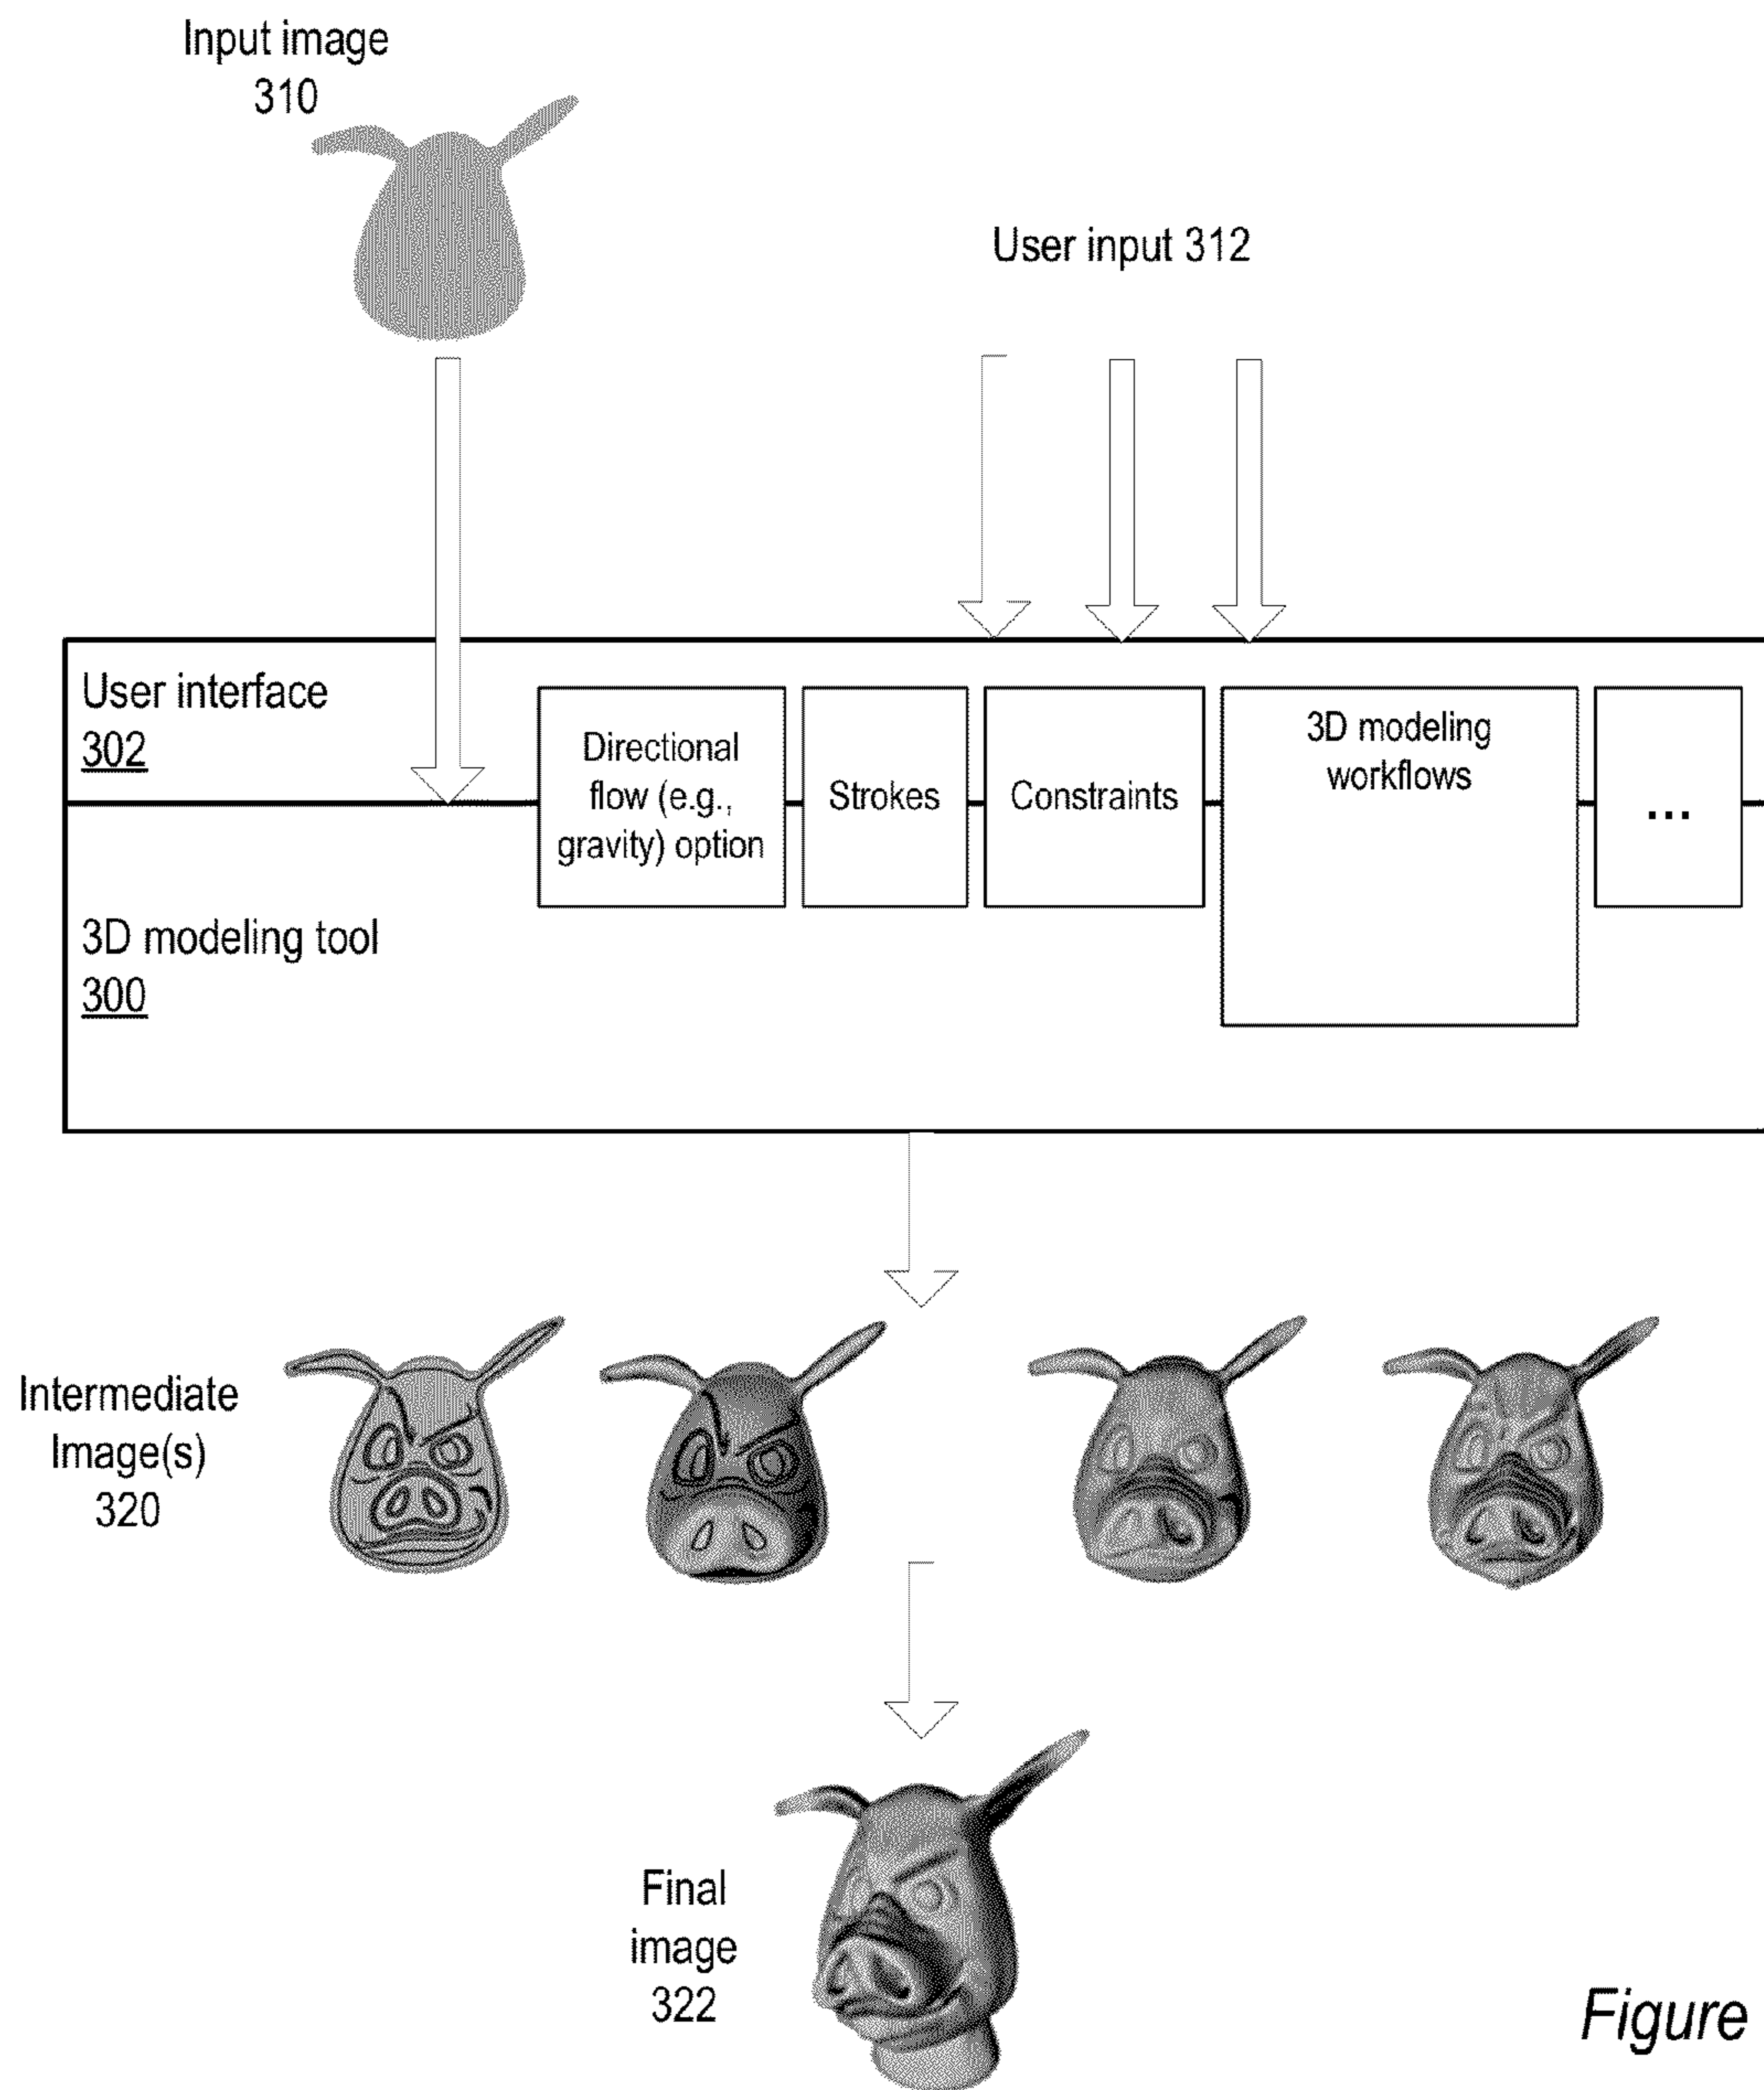 Input image
310
User input 312
User interface
302
Directional
flow (e.g.,
gravity) option
Strokes
Constraints
3D modeling
workflows
...
3D modeling tool
300
Intermediate
Image(s)
320
Final
image
322
Figure